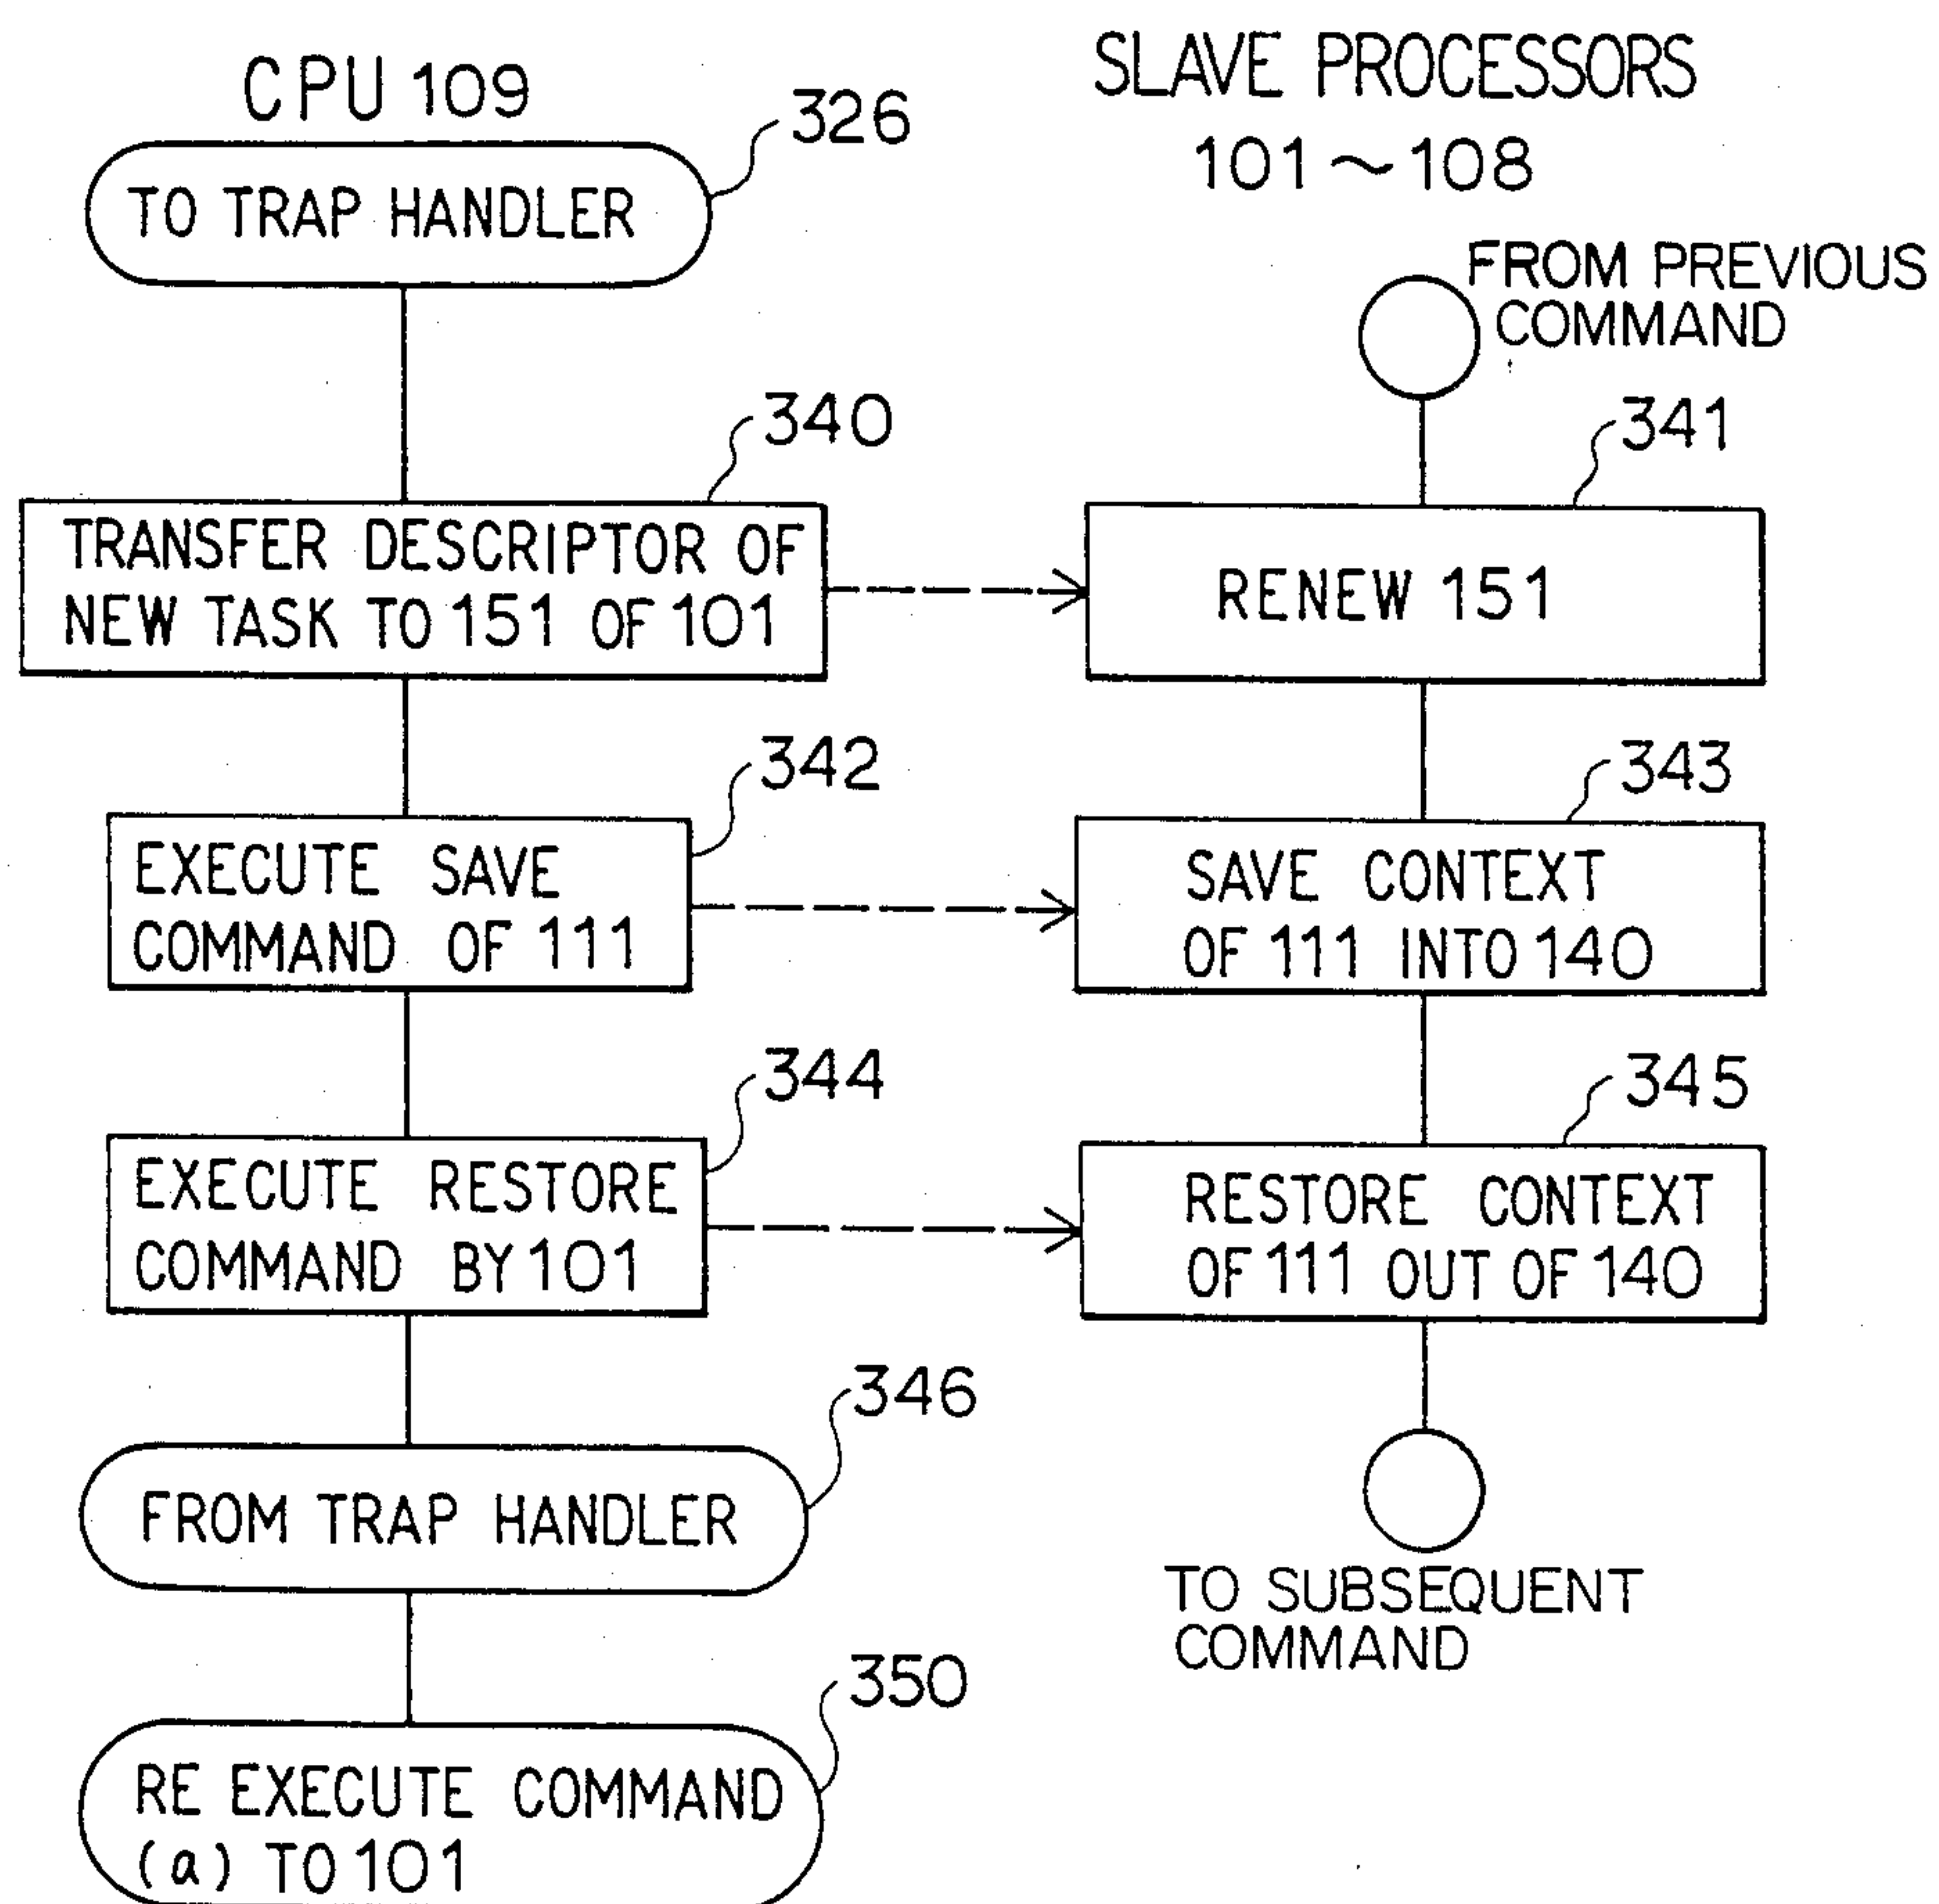 CPU 109
326
TO TRAP HANDLER
340
TRANSFER DESCRIPTOR OF
NEW TASK TO 151 OF 101
342
EXECUTE SAVE
COMMAND OF 111
344
EXECUTE RESTORE
COMMAND BY 101
346
FROM TRAP HANDLER
350
RE EXECUTE COMMAND
(a) TO 101
SLAVE PROCESSORS
101~108
FROM PREVIOUS
COMMAND
341
RENEW 151
343
SAVE CONTEXT
OF 111 INTO 140
345
RESTORE CONTEXT
OF 111 OUT OF 140
TO SUBSEQUENT
COMMAND